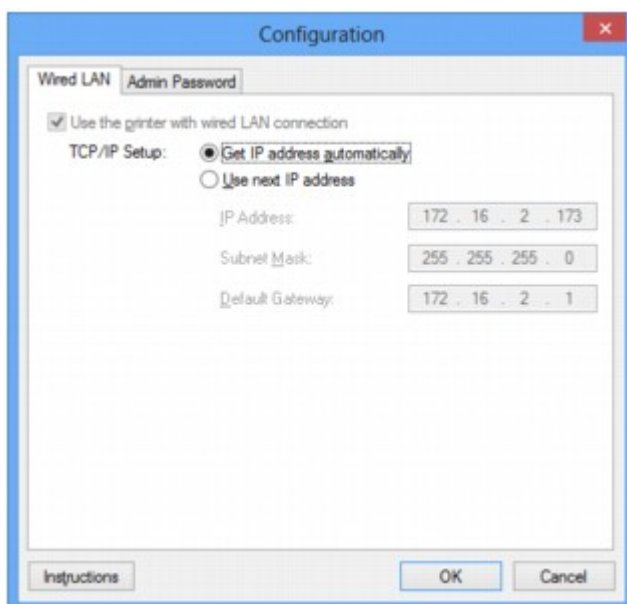 Configuration
Wired LAN Admin Password
Use the printer with wired LAN connection
TCP/IP Setup: Get IP address automatically
Use next IP address
IP Address: 172 . 16 . 2 . 173
Subnet Mask: 255 . 255 . 255 . 0
Default Gateway: 172 . 16 . 2 . 1
Instructions OK Cancel